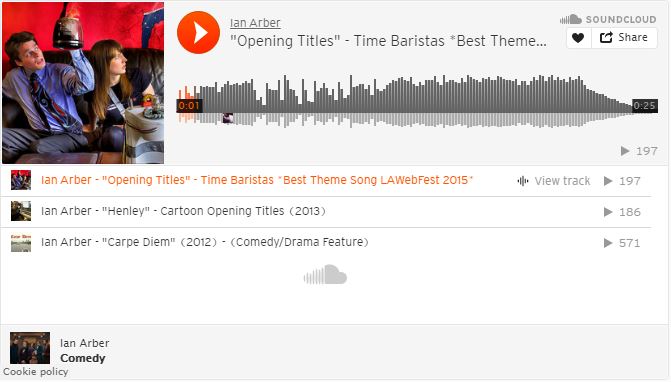 Ian Arber
SOUNDCLOUD
"Opening Titles" - Time Baristas *Best Theme...
Share
0:01
0:25
197
Ian Arber - "Opening Titles" - Time Baristas *Best Theme Song LAWebFest 2015*
View track
197
Ian Arber - "Henley" - Cartoon Opening Titles (2013)
186
Ian Arber - "Carpe Diem" (2012) - (Comedy/Drama Feature)
571
Ian Arber
Comedy
Cookie policy